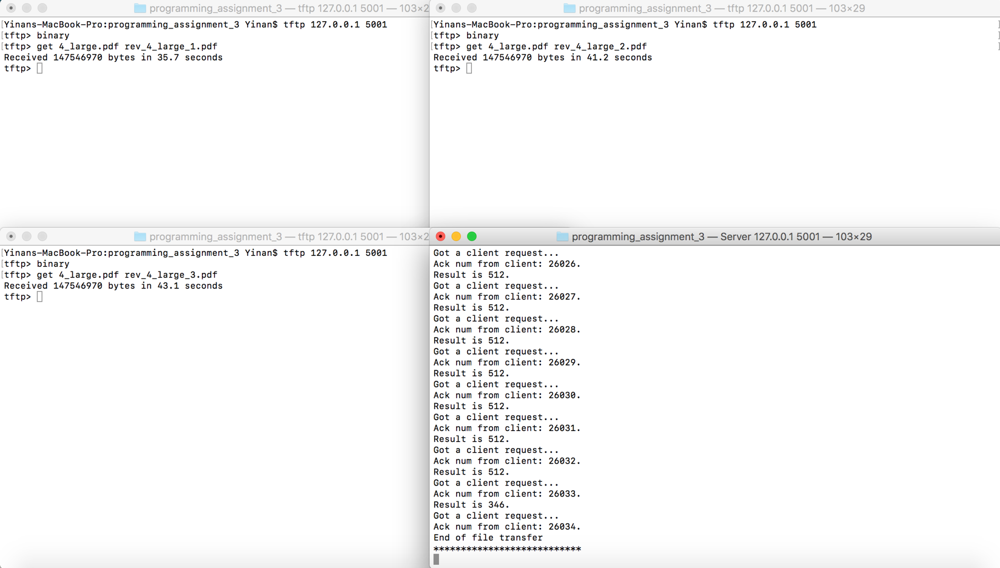 programming_assignment_3 — tftp 127.0.0.1 5001 — 103×2
[Yinans-MacBook-Pro:programming_assignment_3 Yinan$ tftp 127.0.0.1 5001
[tftp> binary
[tftp> get 4_large.pdf rev_4_large_1.pdf
Received 147546970 bytes in 35.7 seconds
tftp>
programming_assignment_3 — tftp 127.0.0.1 5001 — 103×29
[Yinans-MacBook-Pro:programming_assignment_3 Yinan$ tftp 127.0.0.1 5001 ]
[tftp> binary ]
[tftp> get 4_large.pdf rev_4_large_2.pdf ]
Received 147546970 bytes in 41.2 seconds
tftp>
programming_assignment_3 — tftp 127.0.0.1 5001 — 103×2
[Yinans-MacBook-Pro:programming_assignment_3 Yinan$ tftp 127.0.0.1 5001
[tftp> binary
[tftp> get 4_large.pdf rev_4_large_3.pdf
Received 147546970 bytes in 43.1 seconds
tftp>
programming_assignment_3 — Server 127.0.0.1 5001 — 103×29
Got a client request...
Ack num from client: 26026.
Result is 512.
Got a client request...
Ack num from client: 26027.
Result is 512.
Got a client request...
Ack num from client: 26028.
Result is 512.
Got a client request...
Ack num from client: 26029.
Result is 512.
Got a client request...
Ack num from client: 26030.
Result is 512.
Got a client request...
Ack num from client: 26031.
Result is 512.
Got a client request...
Ack num from client: 26032.
Result is 512.
Got a client request...
Ack num from client: 26033.
Result is 346.
Got a client request...
Ack num from client: 26034.
End of file transfer
***************************